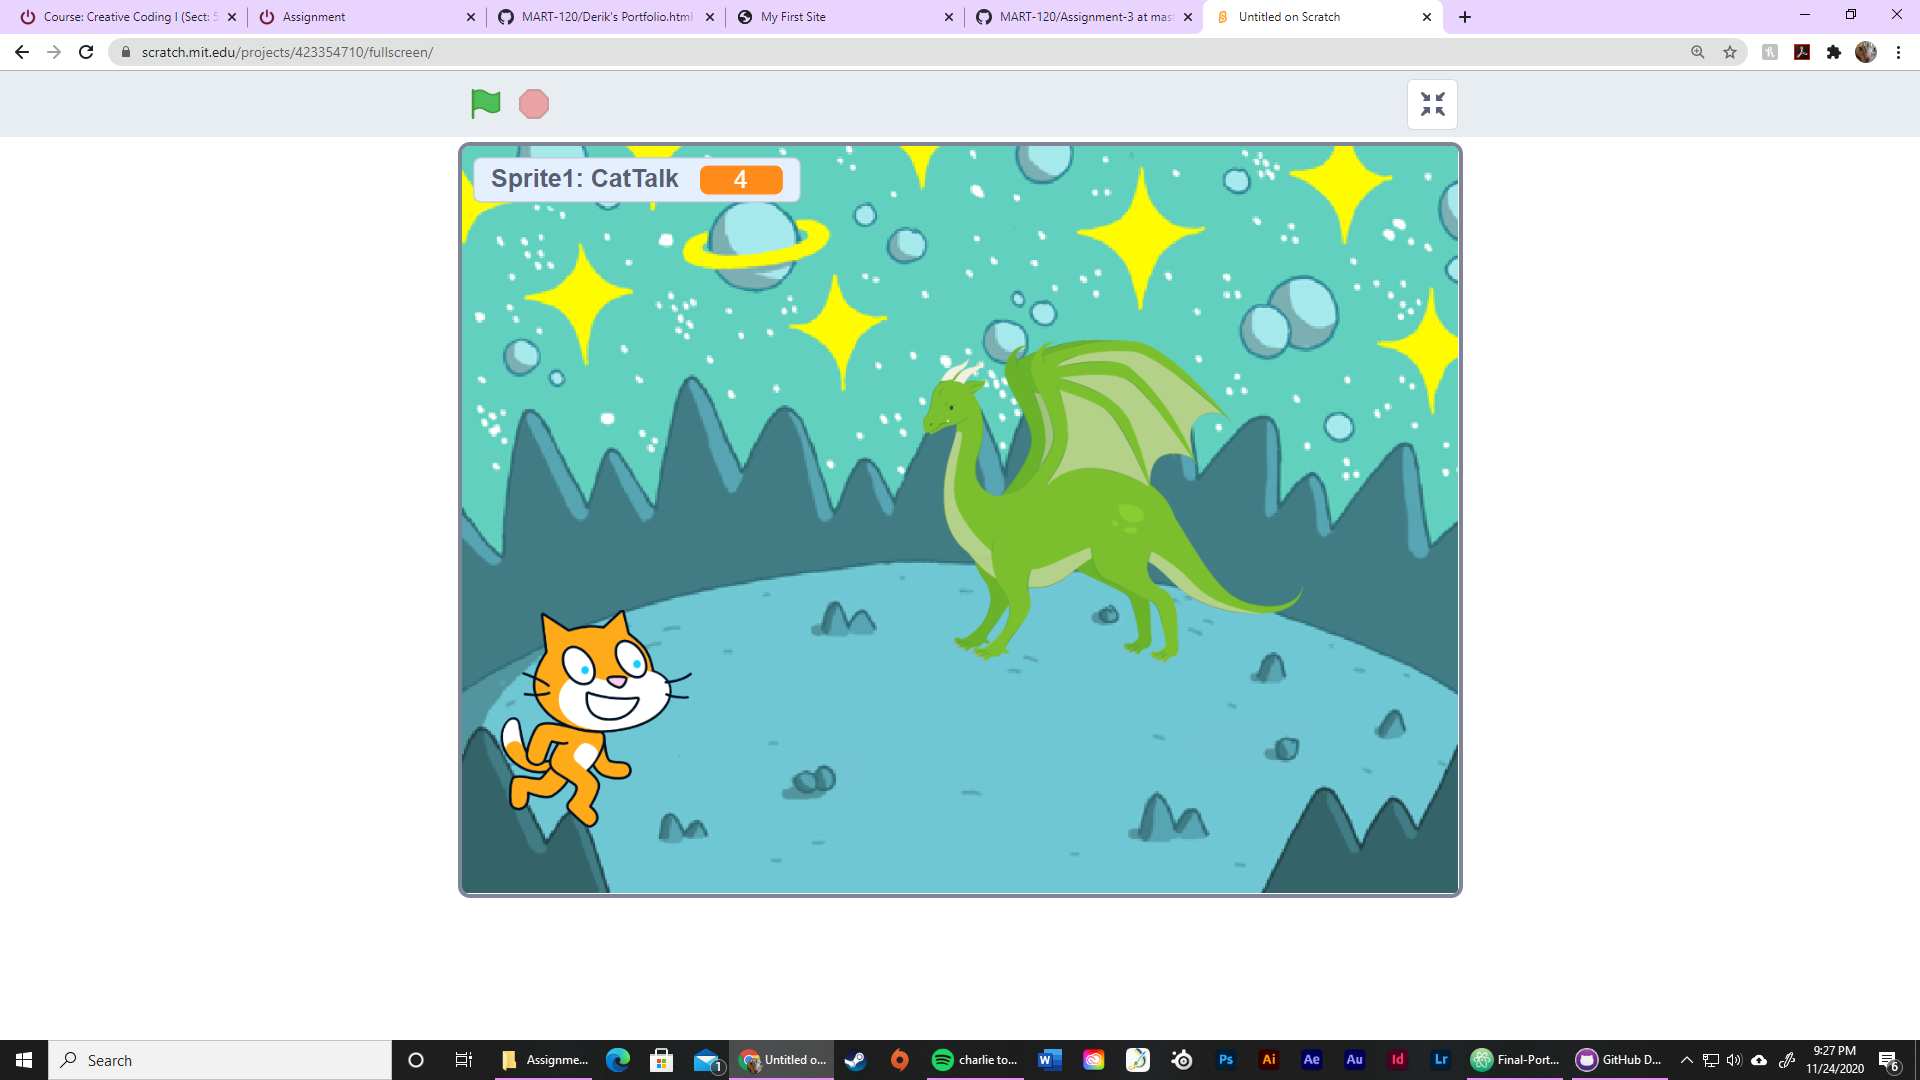 Course: Creative Coding I (Sect: 5
Assignment
MART-120/Derik's Portfolio.html
My First Site
MART-120/Assignment-3 at mast
Untitled on Scratch
scratch.mit.edu/projects/423354710/fullscreen/
Sprite1: CatTalk 4
Search
Assignme...
1
Untitled o...
charlie to...
Ps
Ai
Ae
Au
Id
Lr
Final-Port...
GitHub D...
9:27 PM
11/24/2020
6